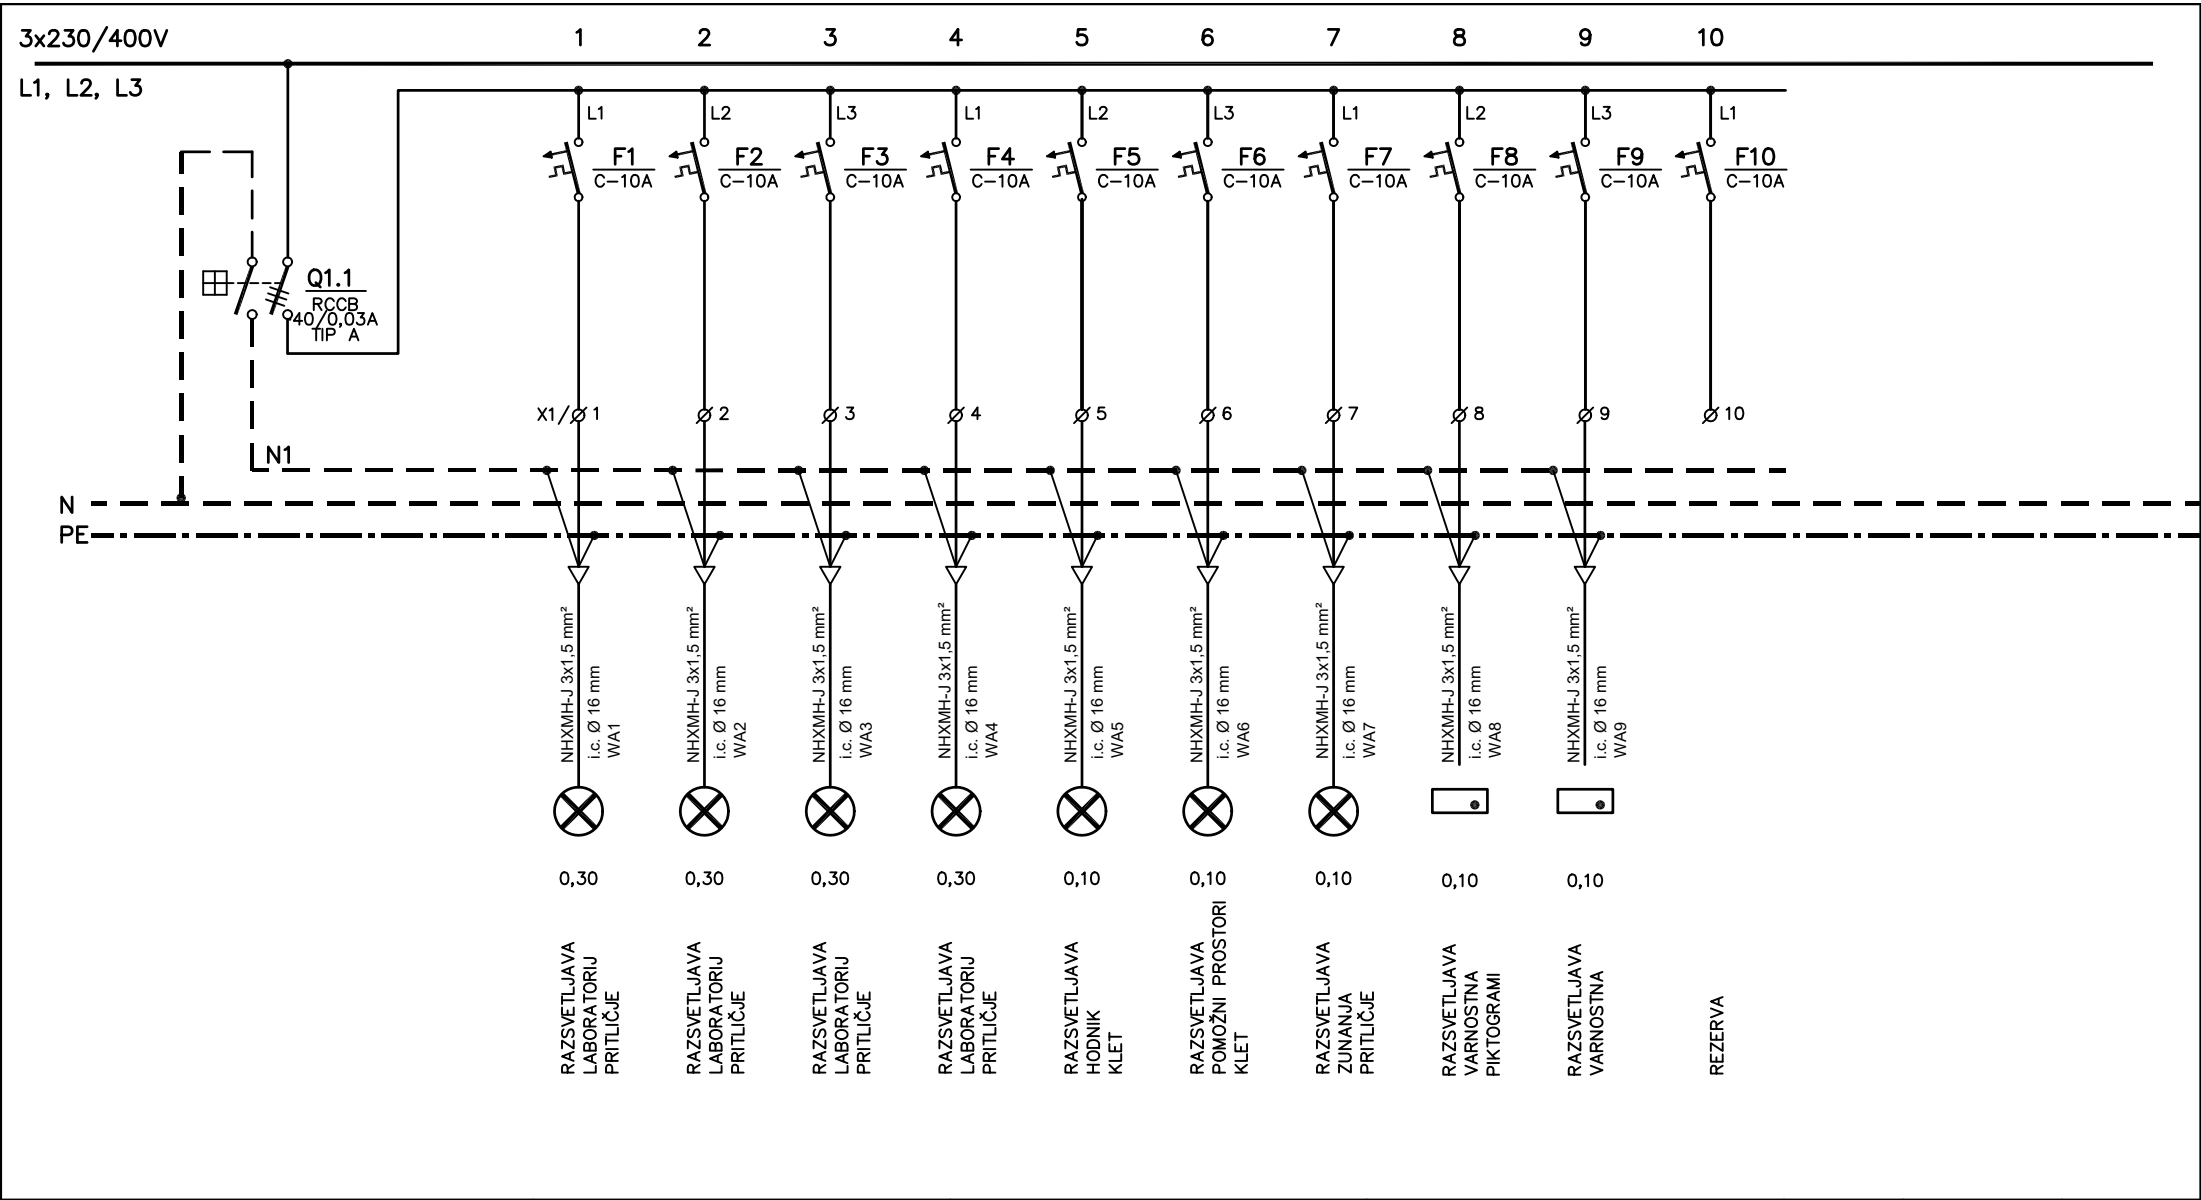 3x230/400V
1 2 3 4 5 6 7 8 9 10
L1, L2, L3
L1 L2 L3 L1 L2 L3 L1 L2 L3 L1
F1 F2 F3 F4 F5 F6 F7 F8 F9 F10
C-10A C-10A C-10A C-10A C-10A C-10A C-10A C-10A C-10A C-10A
Q1.1
RCCB
40/0,03A
TIP A
X1/ 1 2 3 4 5 6 7 8 9 10
N1
N
PE
NHXMH-J 3x1,5 mm²
i.c. Ø 16 mm
WA1
NHXMH-J 3x1,5 mm²
i.c. Ø 16 mm
WA2
NHXMH-J 3x1,5 mm²
i.c. Ø 16 mm
WA3
NHXMH-J 3x1,5 mm²
i.c. Ø 16 mm
WA4
NHXMH-J 3x1,5 mm²
i.c. Ø 16 mm
WA5
NHXMH-J 3x1,5 mm²
i.c. Ø 16 mm
WA6
NHXMH-J 3x1,5 mm²
i.c. Ø 16 mm
WA7
NHXMH-J 3x1,5 mm²
i.c. Ø 16 mm
WA8
NHXMH-J 3x1,5 mm²
i.c. Ø 16 mm
WA9
0,30 0,30 0,30 0,30 0,10 0,10 0,10 0,10 0,10
RAZSVETLJAVA
LABORATORIJ
PRITLIČJE
RAZSVETLJAVA
LABORATORIJ
PRITLIČJE
RAZSVETLJAVA
LABORATORIJ
PRITLIČJE
RAZSVETLJAVA
LABORATORIJ
PRITLIČJE
RAZSVETLJAVA
HODNIK
KLET
RAZSVETLJAVA
POMOŽNI PROSTORI
KLET
RAZSVETLJAVA
ZUNANJA
PRITLIČJE
RAZSVETLJAVA
VARNOSTNA
PIKTOGRAMI
RAZSVETLJAVA
VARNOSTNA
REZERVA